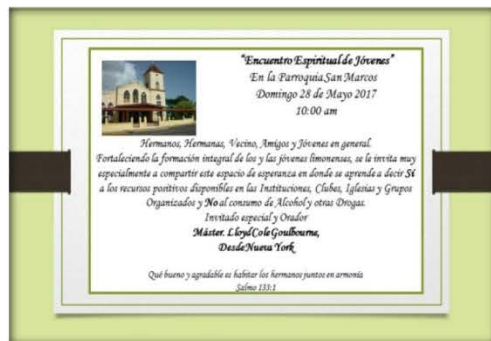 "Encuentro Espiritual de Jóvenes"
En la Parroquia San Marcos
Domingo 28 de Mayo 2017
10:00 am
Hermanos, Hermanas, Vecino, Amigos y Jóvenes en general.
Fortaleciendo la formación integral de los y las jóvenes limonenses, se le invita muy
especialmente a compartir este espacio de esperanza en donde se aprende a decir Sí
a los recursos positivos disponibles en las Instituciones, Clubes, Iglesias y Grupos
Organizados y No al consumo de Alcohol y otras Drogas.
Invitado especial y Orador
Máster. Lloyd Cole Goulbourne,
Desde Nueva York
Qué bueno y agradable es habitar los hermanos juntos en armonía
Salmo 133:1